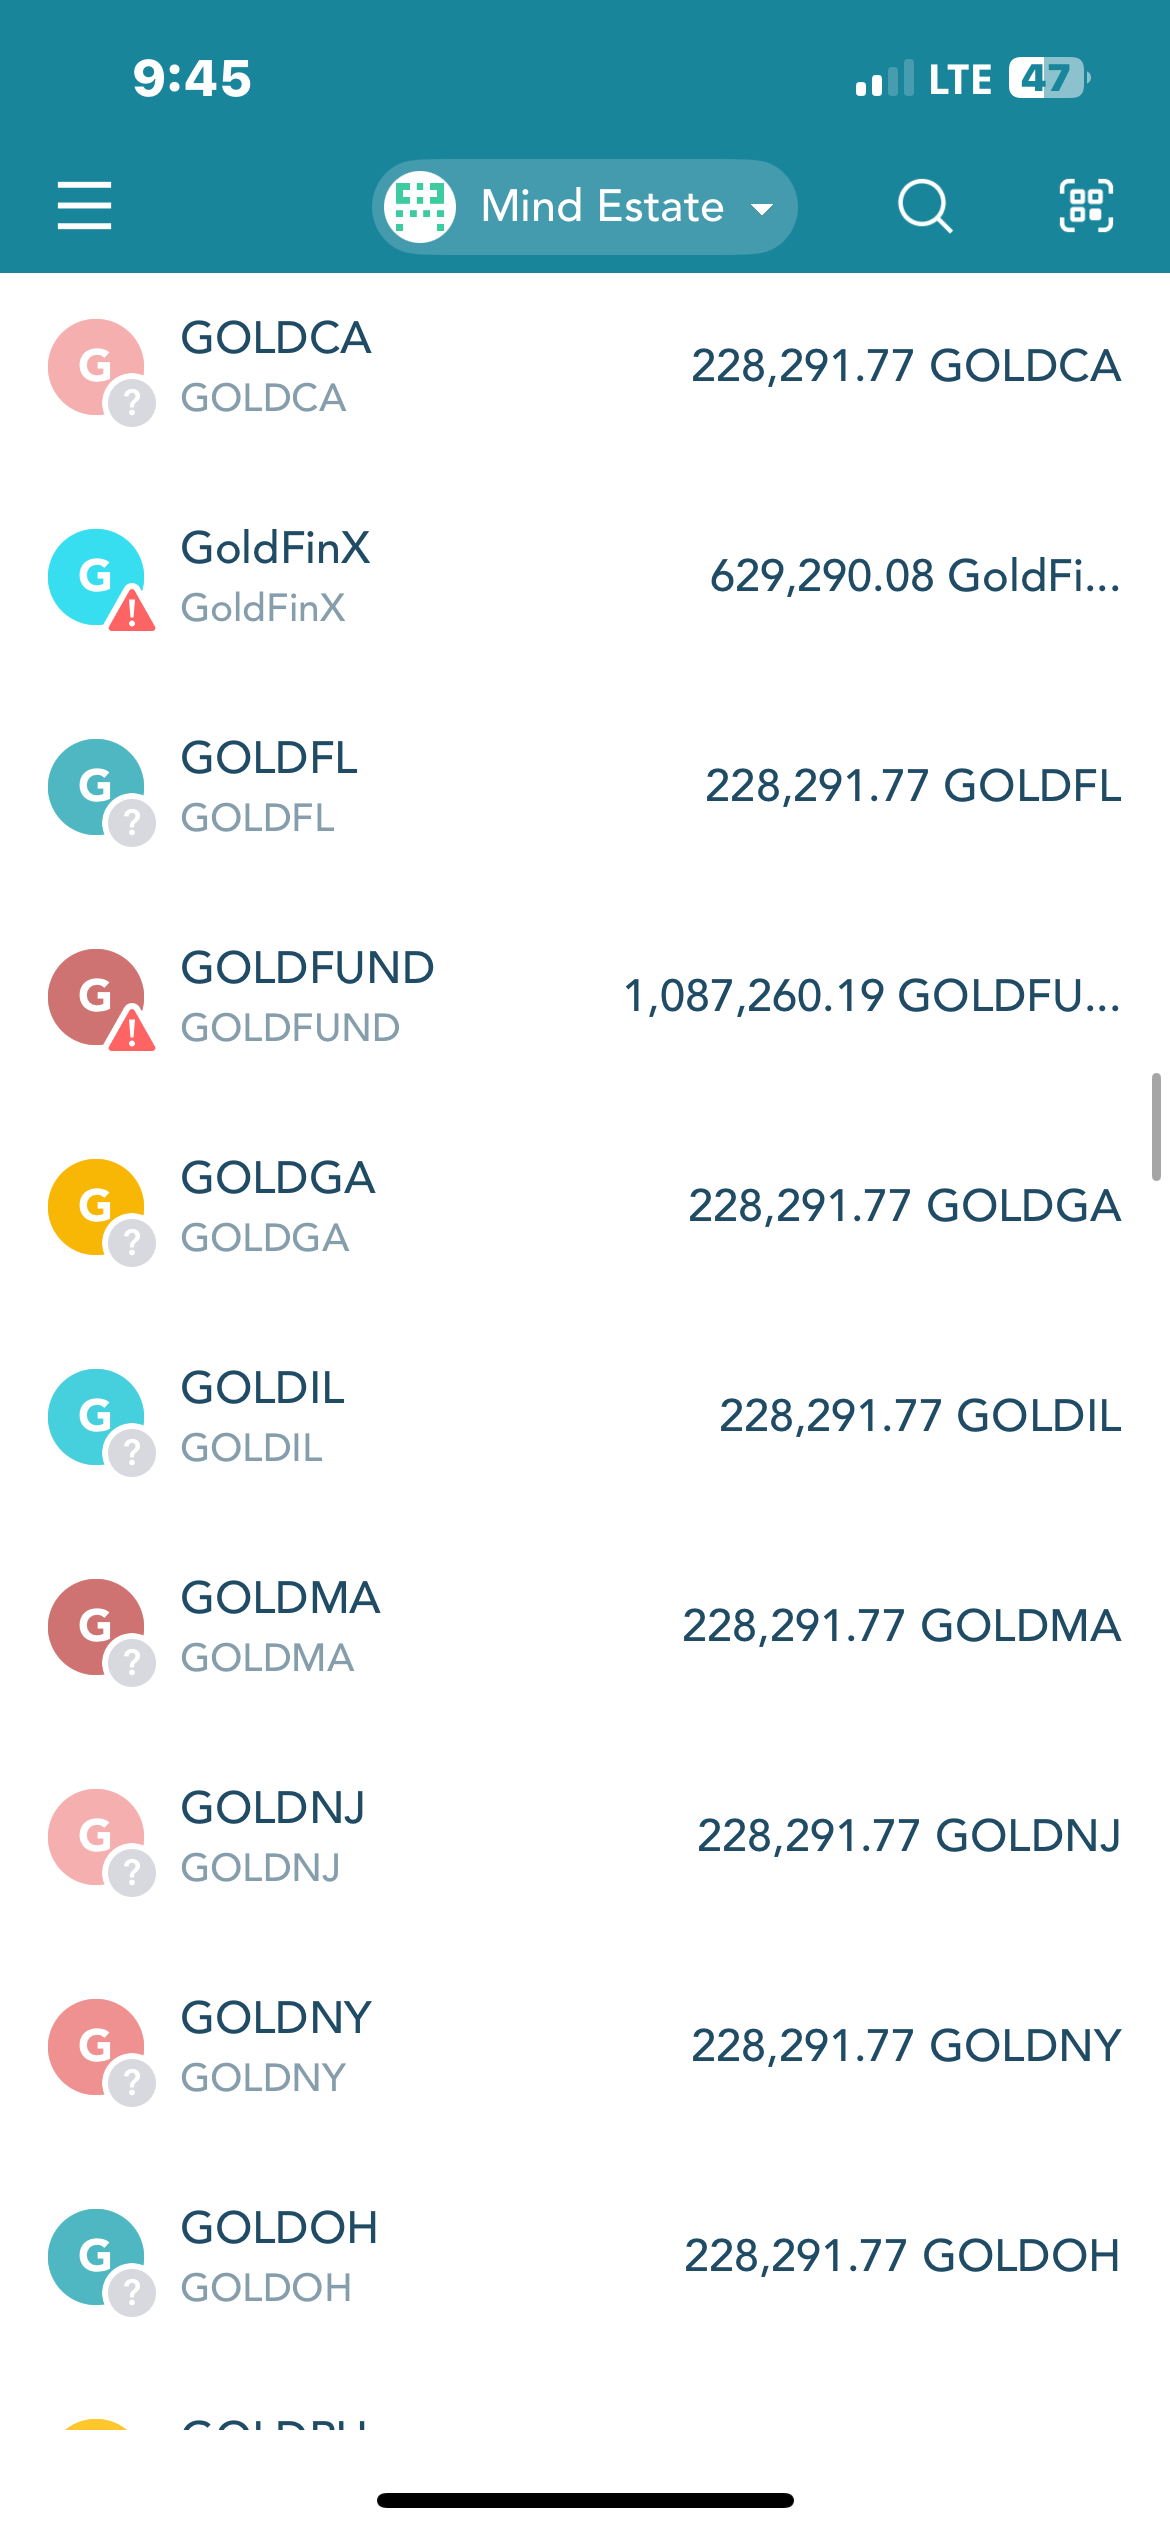 9:45 LTE 47
Mind Estate
G ? GOLDCA 228,291.77 GOLDCA
GOLDCA
G ! GoldFinX 629,290.08 GoldFi...
GoldFinX
G ? GOLDFL 228,291.77 GOLDFL
GOLDFL
G ! GOLDFUND 1,087,260.19 GOLDFU...
GOLDFUND
G ? GOLDGA 228,291.77 GOLDGA
GOLDGA
G ? GOLDIL 228,291.77 GOLDIL
GOLDIL
G ? GOLDMA 228,291.77 GOLDMA
GOLDMA
G ? GOLDNJ 228,291.77 GOLDNJ
GOLDNJ
G ? GOLDNY 228,291.77 GOLDNY
GOLDNY
G ? GOLDOH 228,291.77 GOLDOH
GOLDOH